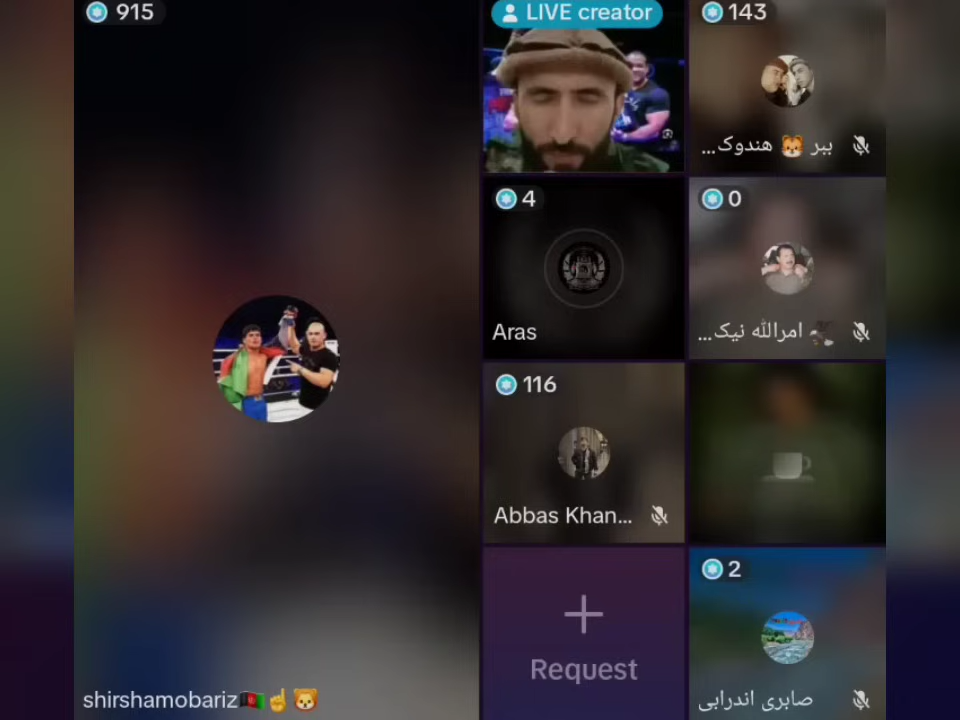 915
LIVE creator
143
ببر 🐯 هندوک...
4
0
Aras
امرالله نیک...
116
Abbas Khan...
Request
2
shirshamobariz🇦🇫☝️🐯
صابری اندرابی